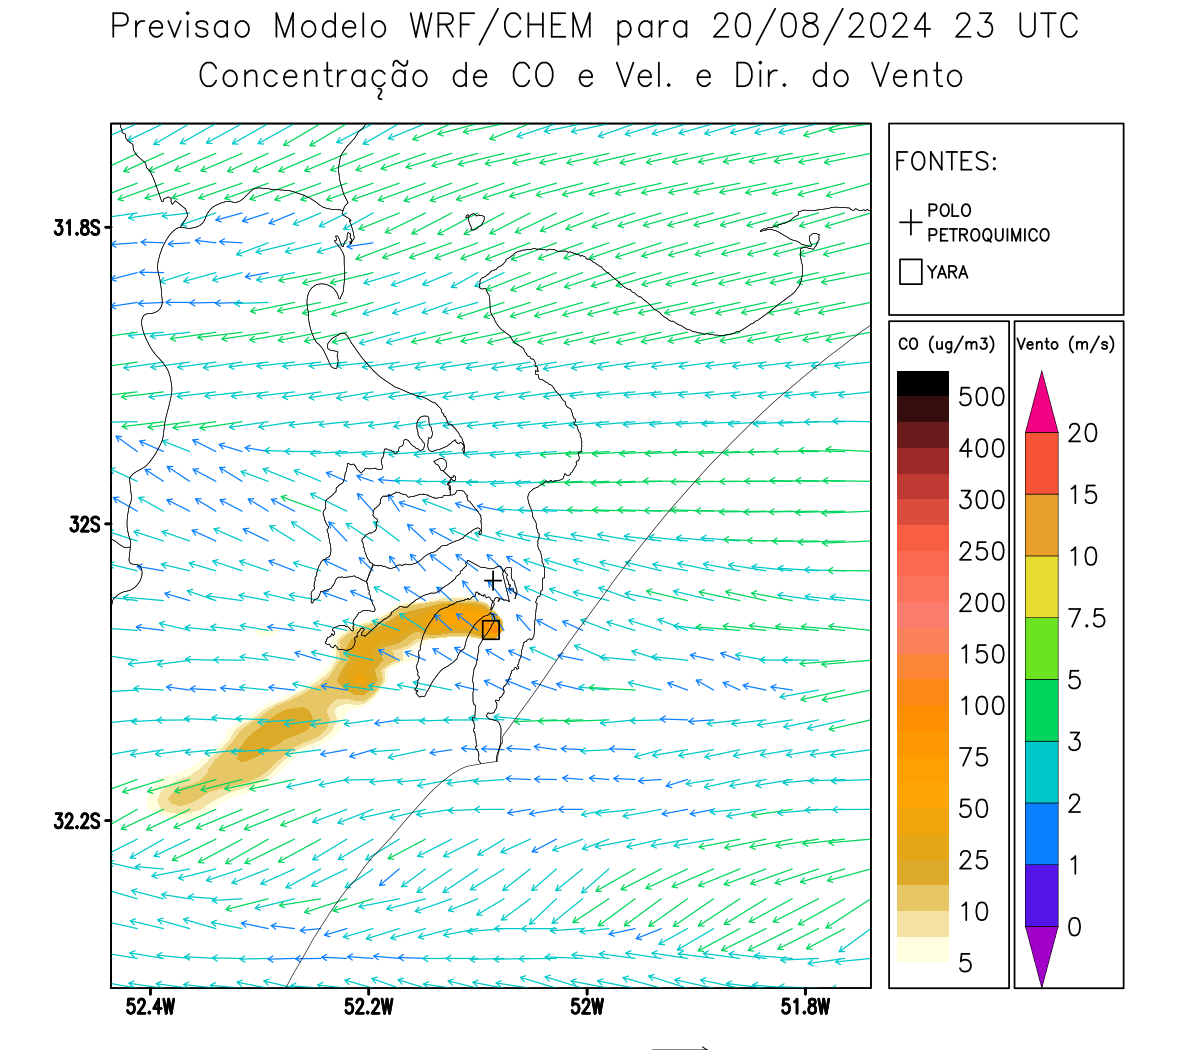 Previsao Modelo WRF/CHEM para 20/08/2024 23 UTC
Concentração de CO e Vel. e Dir. do Vento
FONTES:
POLO
PETROQUIMICO
YARA
CO (ug/m3)
500
400
300
250
200
150
100
75
50
25
10
5
Vento (m/s)
20
15
10
7.5
5
3
2
1
0
31.8S
32S
32.2S
52.4W
52.2W
52W
51.8W